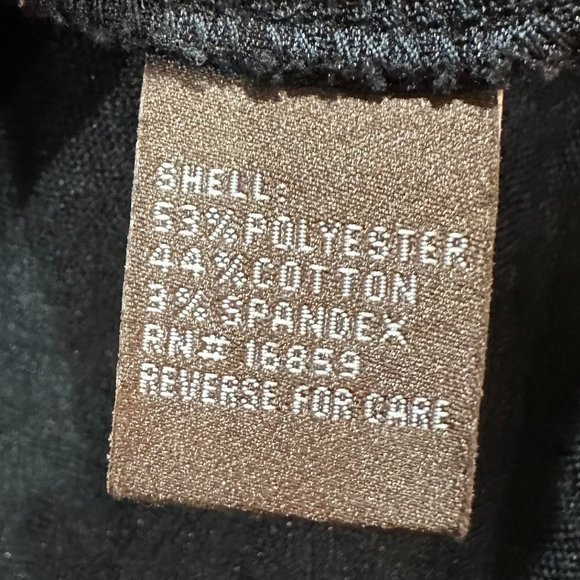 SHELL:
53% POLYESTER
44% COTTON
3% SPANDEX
RN# 16859
REVERSE FOR CARE